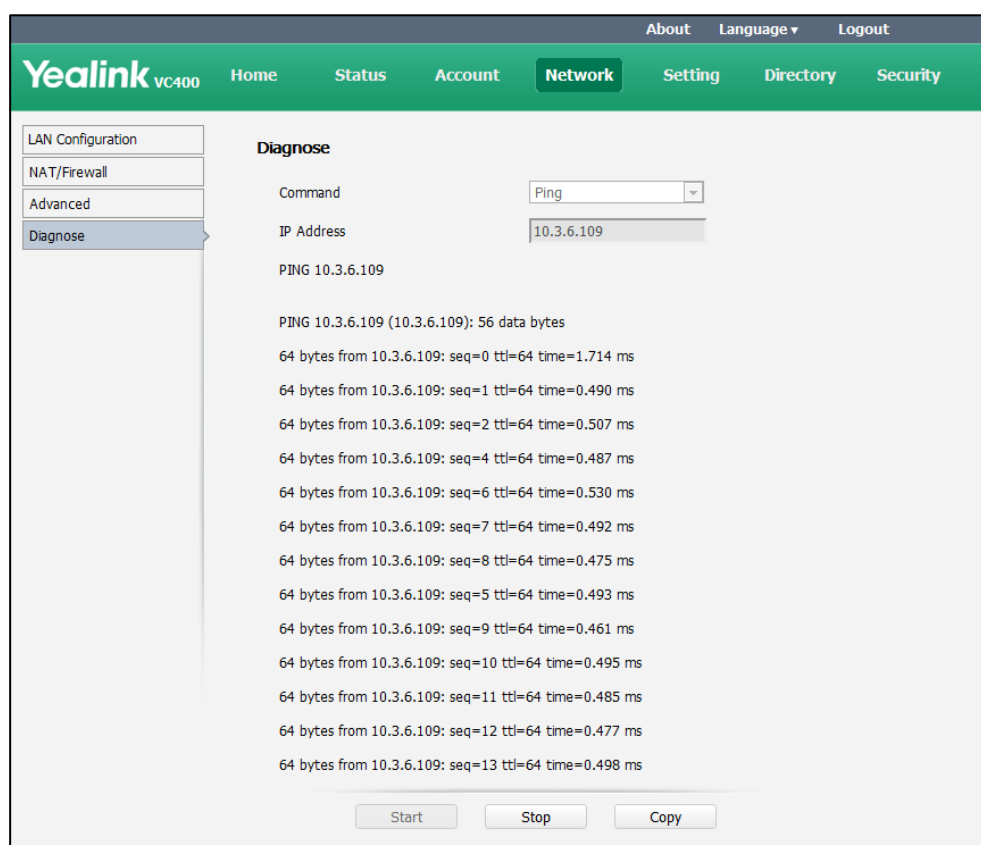 About Language ▾ Logout
Yealink VC400 Home Status Account Network Setting Directory Security
LAN Configuration
NAT/Firewall
Advanced
Diagnose
Diagnose
Command Ping
IP Address 10.3.6.109
PING 10.3.6.109
PING 10.3.6.109 (10.3.6.109): 56 data bytes
64 bytes from 10.3.6.109: seq=0 ttl=64 time=1.714 ms
64 bytes from 10.3.6.109: seq=1 ttl=64 time=0.490 ms
64 bytes from 10.3.6.109: seq=2 ttl=64 time=0.507 ms
64 bytes from 10.3.6.109: seq=4 ttl=64 time=0.487 ms
64 bytes from 10.3.6.109: seq=6 ttl=64 time=0.530 ms
64 bytes from 10.3.6.109: seq=7 ttl=64 time=0.492 ms
64 bytes from 10.3.6.109: seq=8 ttl=64 time=0.475 ms
64 bytes from 10.3.6.109: seq=5 ttl=64 time=0.493 ms
64 bytes from 10.3.6.109: seq=9 ttl=64 time=0.461 ms
64 bytes from 10.3.6.109: seq=10 ttl=64 time=0.495 ms
64 bytes from 10.3.6.109: seq=11 ttl=64 time=0.485 ms
64 bytes from 10.3.6.109: seq=12 ttl=64 time=0.477 ms
64 bytes from 10.3.6.109: seq=13 ttl=64 time=0.498 ms
Start Stop Copy